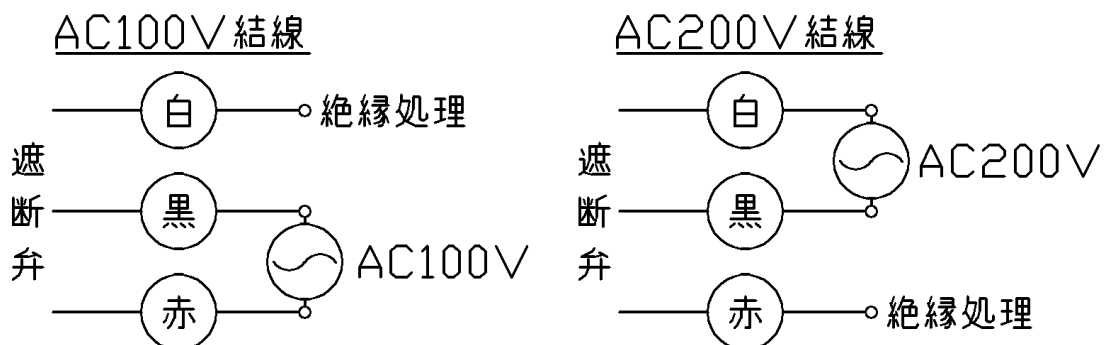 AC100V結線
白
絶縁処理
遮断弁
黒
AC100V
赤
AC200V結線
白
遮断弁
AC200V
黒
赤
絶縁処理